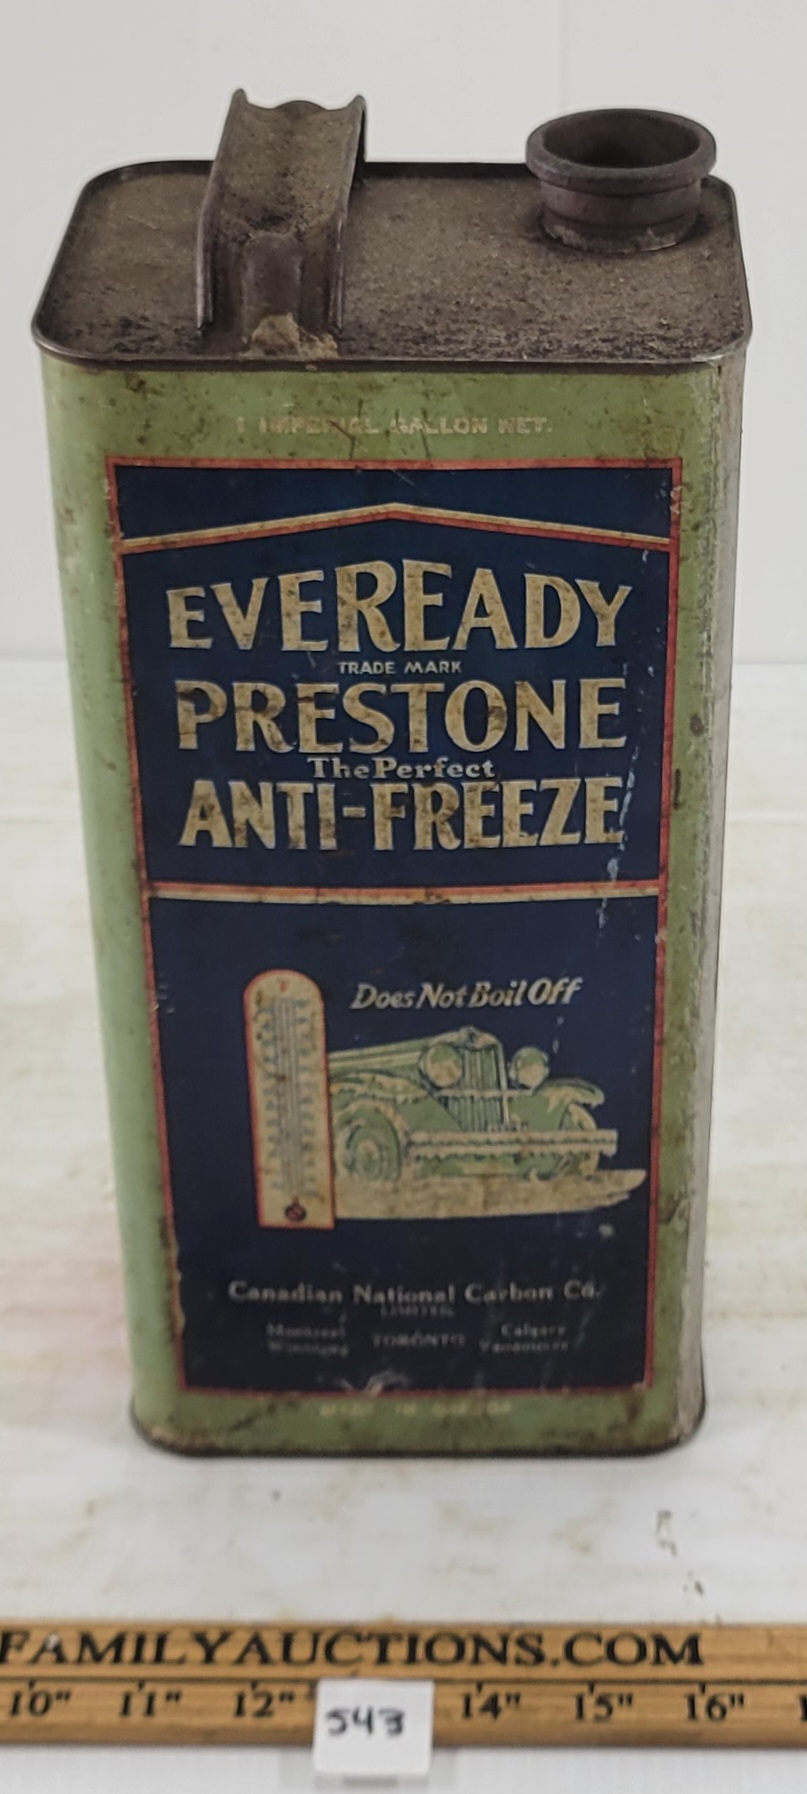 1 IMPERIAL GALLON NET.
EVEREADY
TRADE MARK
PRESTONE
The Perfect
ANTI-FREEZE
Does Not Boil Off
Canadian National Carbon Co.
LIMITED
Montreal TORONTO Calgary
Winnipeg Vancouver
FAMILYAUCTIONS.COM
10" 11" 12" 14" 15" 16"
543